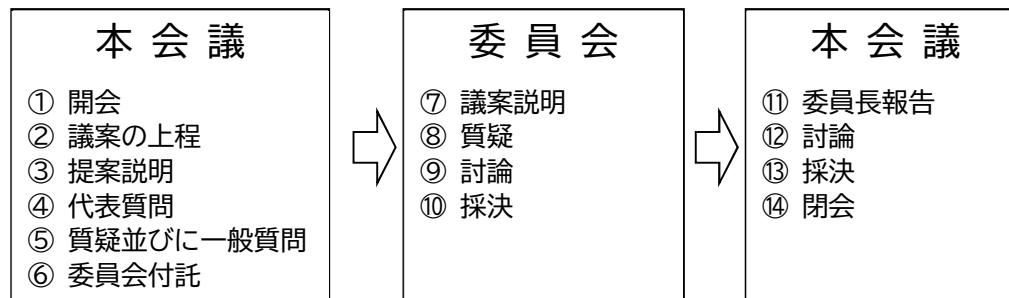 本会議
① 開会
② 議案の上程
③ 提案説明
④ 代表質問
⑤ 質疑並びに一般質問
⑥ 委員会付託
委員会
⑦ 議案説明
⑧ 質疑
⑨ 討論
⑩ 採決
本会議
⑪ 委員長報告
⑫ 討論
⑬ 採決
⑭ 閉会